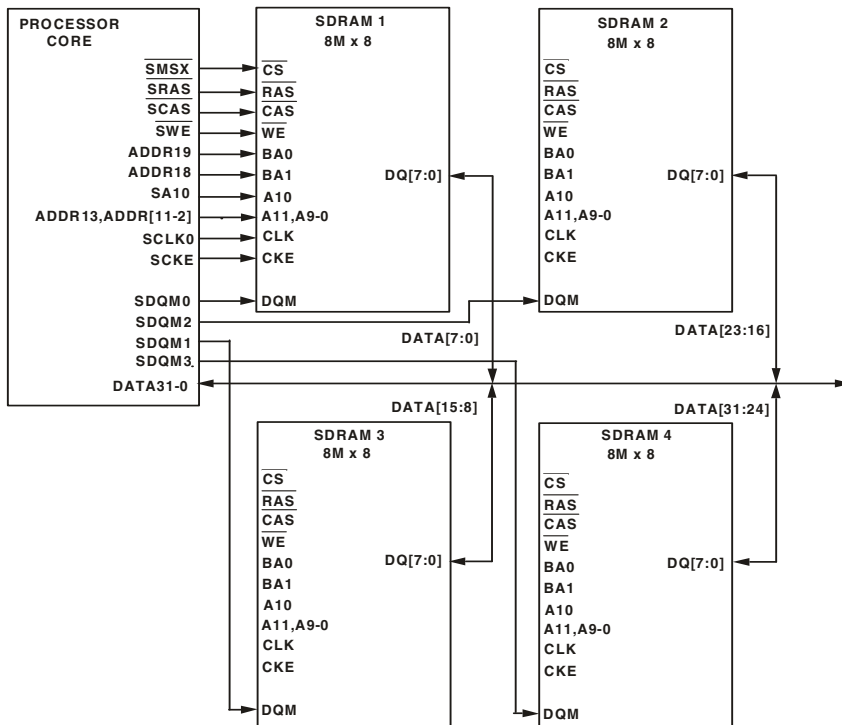 PROCESSOR
CORE
SMSX
SRAS
SCAS
SWE
ADDR19
ADDR18
SA10
ADDR13,ADDR[11-2]
SCLK0
SCKE
SDQM0
SDQM2
SDQM1
SDQM3
DATA31-0
SDRAM 1
8M x 8
CS
RAS
CAS
WE
BA0
BA1
A10
A11,A9-0
CLK
CKE
DQM
DQ[7:0]
DATA[7:0]
SDRAM 2
8M x 8
CS
RAS
CAS
WE
BA0
BA1
A10
A11,A9-0
CLK
CKE
DQM
DQ[7:0]
DATA[23:16]
DATA[15:8]
SDRAM 3
8M x 8
CS
RAS
CAS
WE
BA0
BA1
A10
A11,A9-0
CLK
CKE
DQM
DQ[7:0]
DATA[31:24]
SDRAM 4
8M x 8
CS
RAS
CAS
WE
BA0
BA1
A10
A11,A9-0
CLK
CKE
DQM
DQ[7:0]